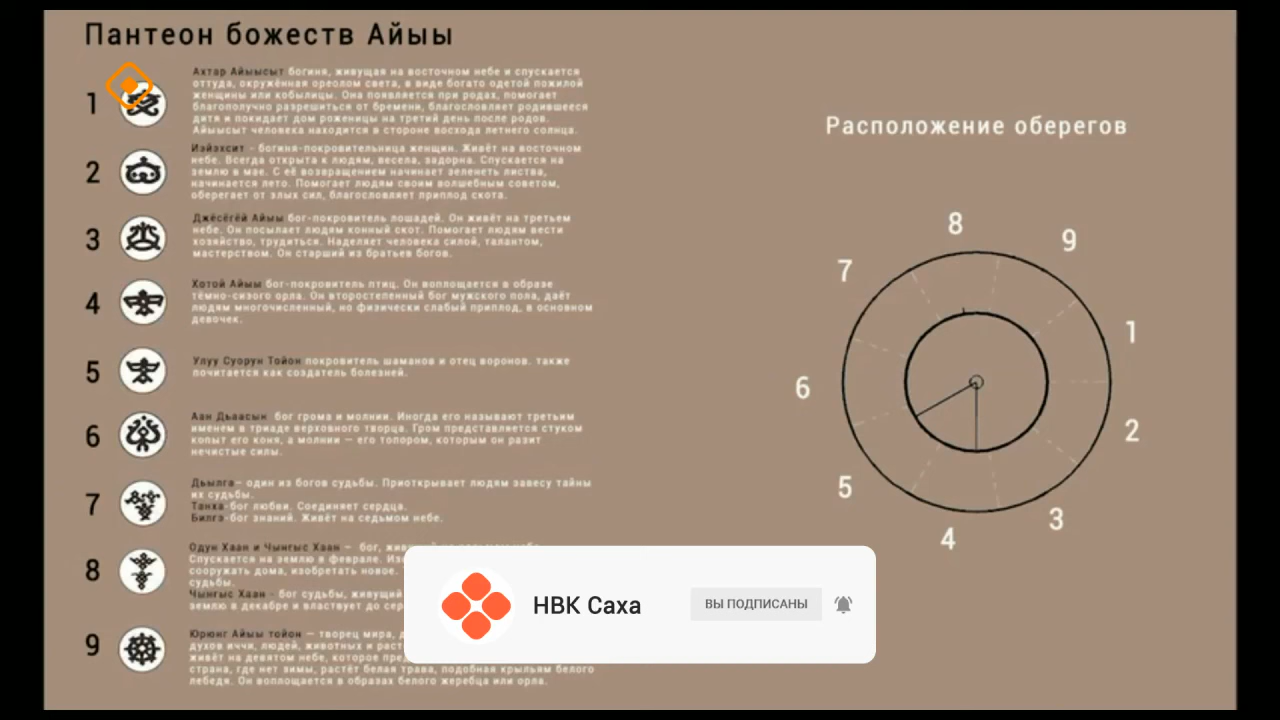 Пантеон божеств Айыы
1
Ахтар Айыысыт богиня, живущая на восточном небе и спускается
оттуда, окружённая ореолом света, в виде богато одетой пожилой
женщины или кобылицы. Она появляется при родах, помогает
благополучно разрешиться от бремени, благословляет родившееся
дитя и покидает дом роженицы на третий день после родов.
Айыысыт человека находится в стороне восхода летнего солнца.
2
Иэйэхсит - богиня-покровительница женщин. Живёт на восточном
небе. Всегда открыта к людям, весела, задорна. Спускается на
землю в мае. С её возвращением начинает зеленеть листва,
начинается лето. Помогает людям своим волшебным советом,
оберегает от злых сил, благословляет приплод скота.
3
Джёсёгёй Айыы бог-покровитель лошадей. Он живёт на третьем
небе. Он посылает людям конный скот. Помогает людям вести
хозяйство, трудиться. Наделяет человека силой, талантом,
мастерством. Он старший из братьев богов.
4
Хотой Айыы бог-покровитель птиц. Он воплощается в образе
тёмно-сизого орла. Он второстепенный бог мужского пола, даёт
людям многочисленный, но физически слабый приплод, в основном
девочек.
5
Улуу Суорун Тойон покровитель шаманов и отец воронов. также
почитается как создатель болезней.
6
Аан Дьаасын бог грома и молнии. Иногда его называют третьим
именем в триаде верховного творца. Гром представляется стуком
копыт его коня, а молнии — его топором, которым он разит
нечистые силы.
7
Дьылга— один из богов судьбы. Приоткрывает людям завесу тайны
их судьбы.
Танха-бог любви. Соединяет сердца.
Билгэ-бог знаний. Живёт на седьмом небе.
8
Одун Хаан и Чынгыс Хаан — бог,
Спускается на землю в феврале.
сооружать дома, изобретать новое.
судьбы.
Чынгыс Хаан - бог судьбы, живущий
землю в декабре и властвует до
9
Юрюнг Айыы тойон — творец мира,
духов иччи, людей, животных и
живёт на девятом небе, которое
страна, где нет зимы, растёт белая трава, подобная крыльям белого
лебедя. Он воплощается в образах белого жеребца или орла.
Расположение оберегов
8
9
7
1
6
2
5
3
4
НВК Саха
ВЫ ПОДПИСАНЫ